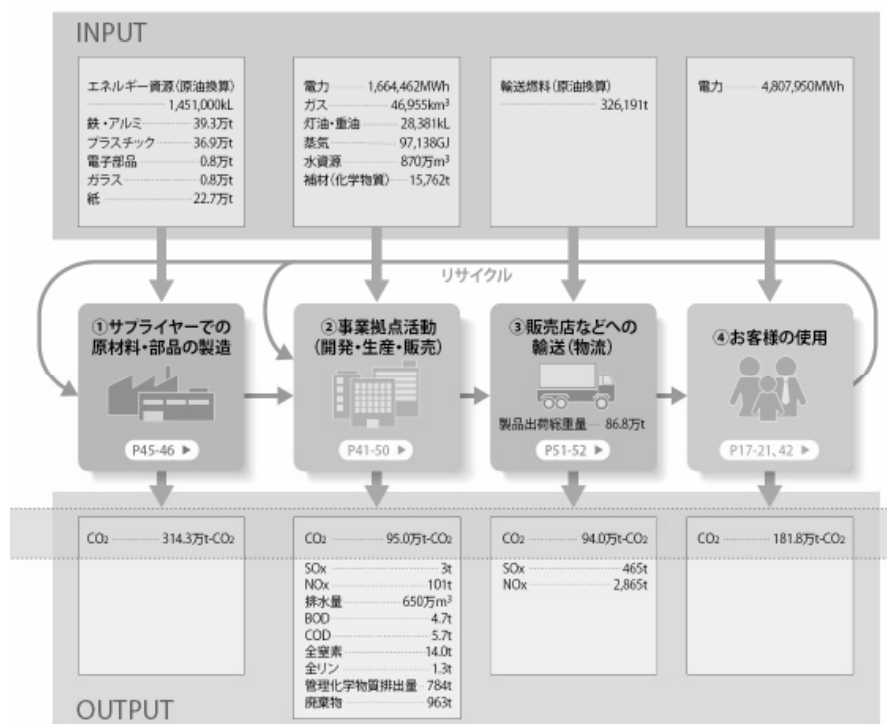 INPUT
エネルギー資源(原油換算)
1,451,000kL
鉄・アルミ 39.3万t
プラスチック 36.9万t
電子部品 0.8万t
ガラス 0.8万t
紙 22.7万t
電力 1,664,462MWh
ガス 46,955km³
灯油・重油 28,381kL
蒸気 97,138GJ
水資源 870万m³
補材(化学物質) 15,762t
輸送燃料(原油換算)
326,191t
電力 4,807,950MWh
リサイクル
①サプライヤーでの
原材料・部品の製造
P45-46 ▶
②事業拠点活動
(開発・生産・販売)
P41-50 ▶
③販売店などへの
輸送(物流)
製品出荷総重量 86.8万t
P51-52 ▶
④お客様の使用
P17-21、42 ▶
CO₂ 314.3万t-CO₂
CO₂ 95.0万t-CO₂
SOx 3t
NOx 101t
排水量 650万m³
BOD 4.7t
COD 5.7t
全窒素 14.0t
全リン 1.3t
管理化学物質排出量 784t
廃棄物 963t
CO₂ 94.0万t-CO₂
SOx 465t
NOx 2,865t
CO₂ 181.8万t-CO₂
OUTPUT